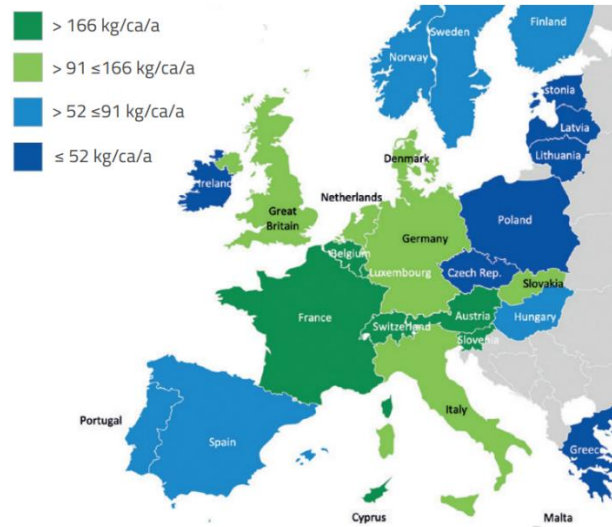 > 166 kg/ca/a
> 91 ≤166 kg/ca/a
> 52 ≤91 kg/ca/a
≤ 52 kg/ca/a
Finland
Sweden
Norway
stonia
Latvia
Lithuania
Denmark
Ireland
Netherlands
Great
Britain
Poland
Germany
Belgium
Luxembourg
Czech Rep.
Slovakia
France
Austria
Hungary
Switzerland
Slovenia
Italy
Portugal
Spain
Greec
Cyprus
Malta